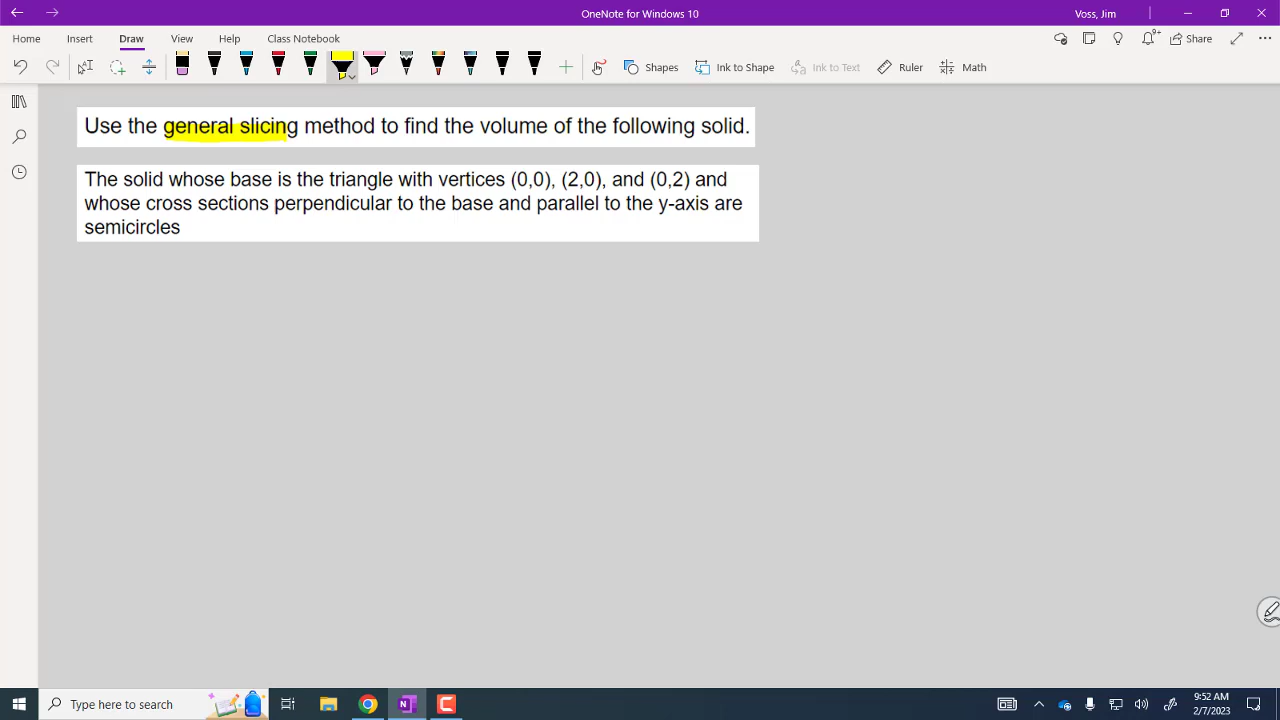 OneNote for Windows 10
Voss, Jim
Home Insert Draw View Help Class Notebook
Share
Shapes Ink to Shape Ink to Text Ruler Math
Use the general slicing method to find the volume of the following solid.
The solid whose base is the triangle with vertices (0,0), (2,0), and (0,2) and
whose cross sections perpendicular to the base and parallel to the y-axis are
semicircles
Type here to search
N
9:52 AM
2/7/2023